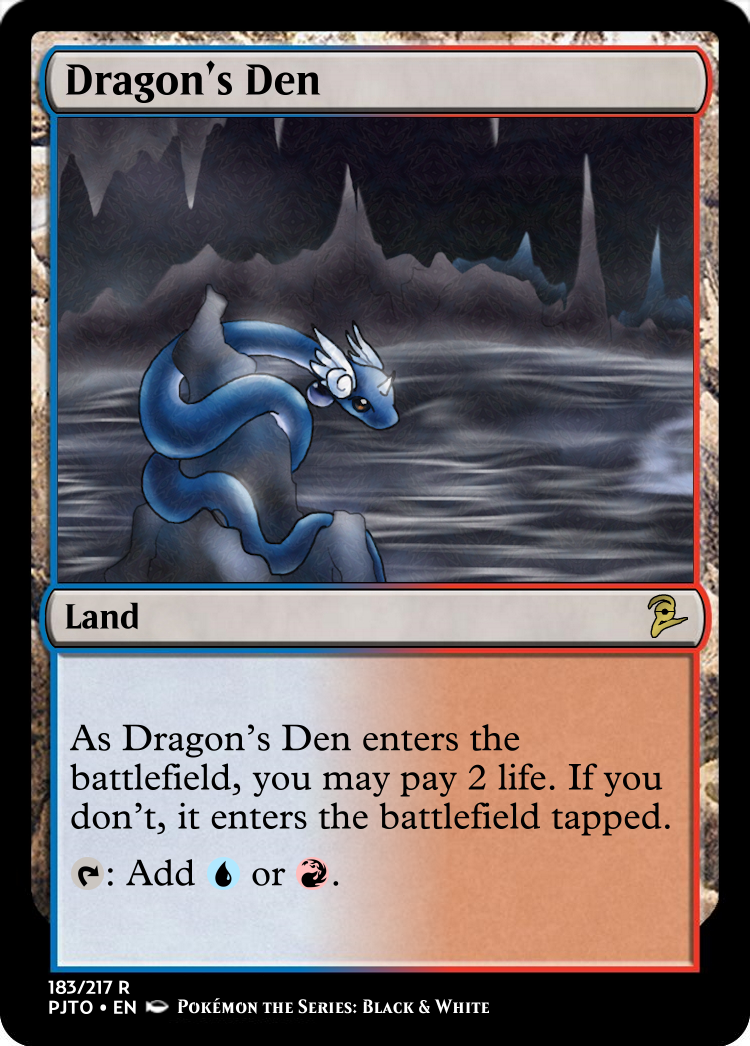 Dragon's Den
Land
As Dragon's Den enters the
battlefield, you may pay 2 life. If you
don't, it enters the battlefield tapped.
: Add or .
183/217 R
PJTO • EN Pokémon the Series: Black & White